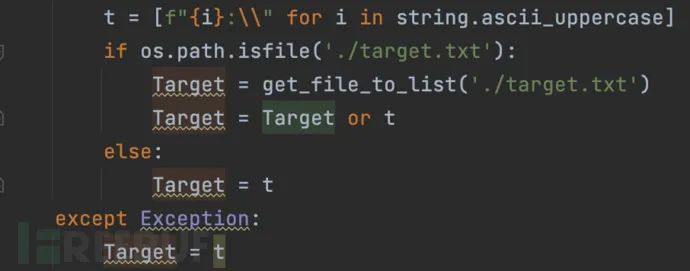 t = [f"{i}:\\" for i in string.ascii_uppercase]
if os.path.isfile('./target.txt'):
Target = get_file_to_list('./target.txt')
Target = Target or t
else:
Target = t
except Exception:
Target = t